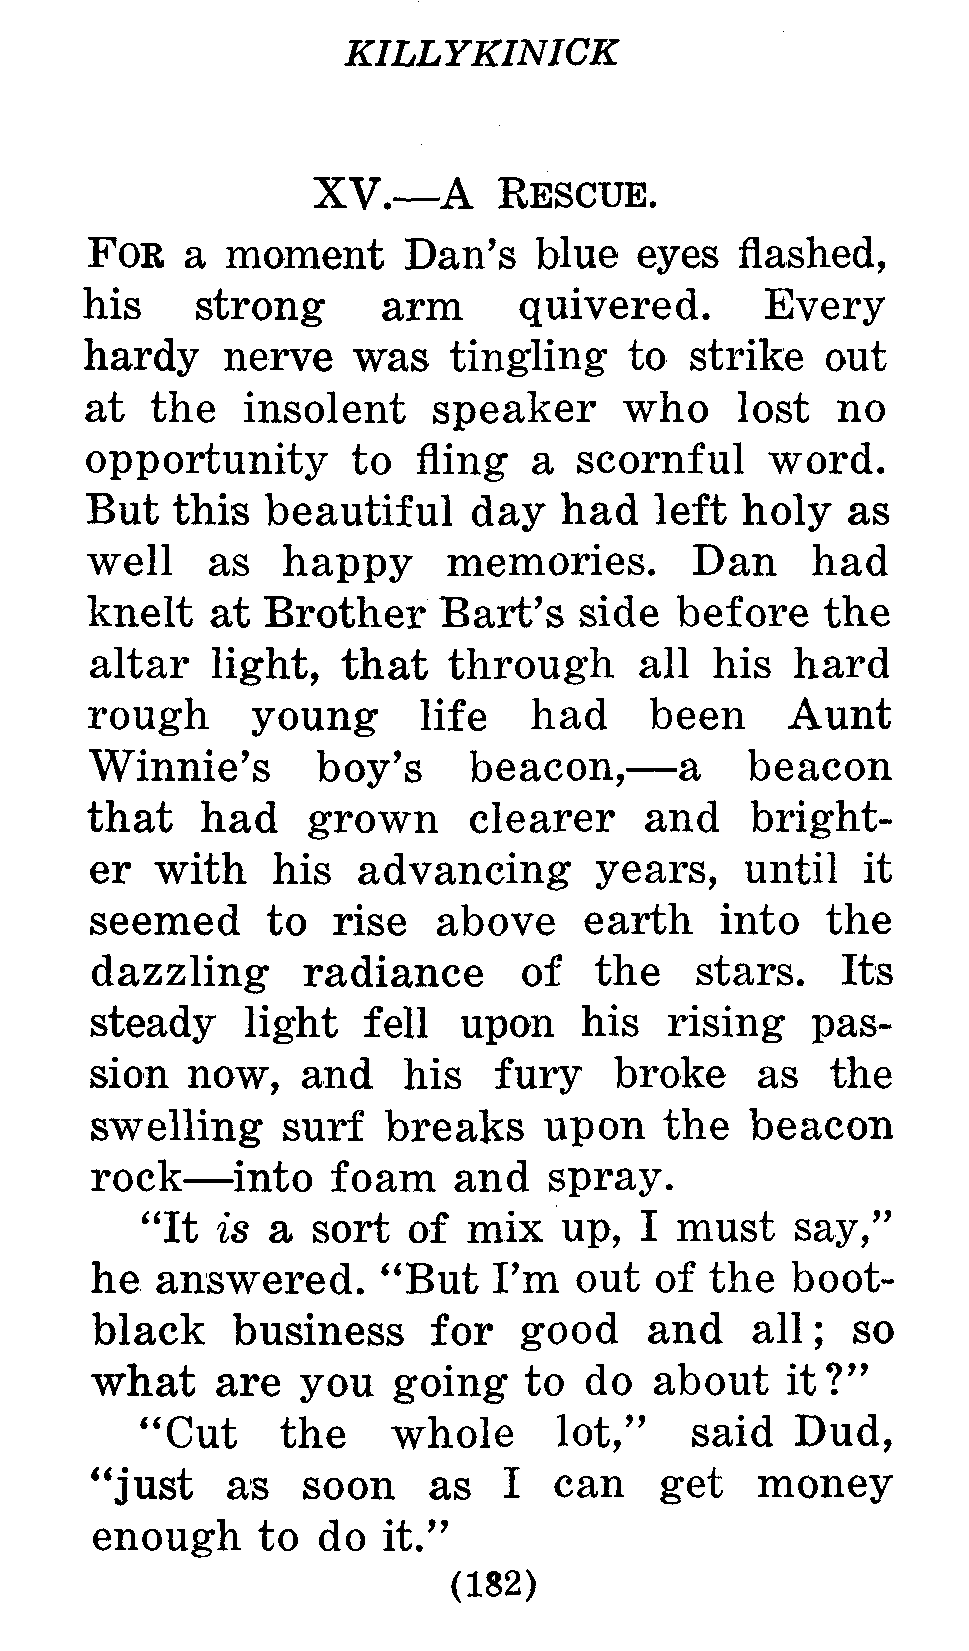 KILLYKINICK
XV.—A RESCUE.
FOR a moment Dan's blue eyes flashed,
his strong arm quivered. Every
hardy nerve was tingling to strike out
at the insolent speaker who lost no
opportunity to fling a scornful word.
But this beautiful day had left holy as
well as happy memories. Dan had
knelt at Brother Bart's side before the
altar light, that through all his hard
rough young life had been Aunt
Winnie's boy's beacon,—a beacon
that had grown clearer and bright-
er with his advancing years, until it
seemed to rise above earth into the
dazzling radiance of the stars. Its
steady light fell upon his rising pas-
sion now, and his fury broke as the
swelling surf breaks upon the beacon
rock—into foam and spray.
“It is a sort of mix up, I must say,”
he answered. “But I'm out of the boot-
black business for good and all; so
what are you going to do about it?”
“Cut the whole lot,” said Dud,
“just as soon as I can get money
enough to do it.”
(182)